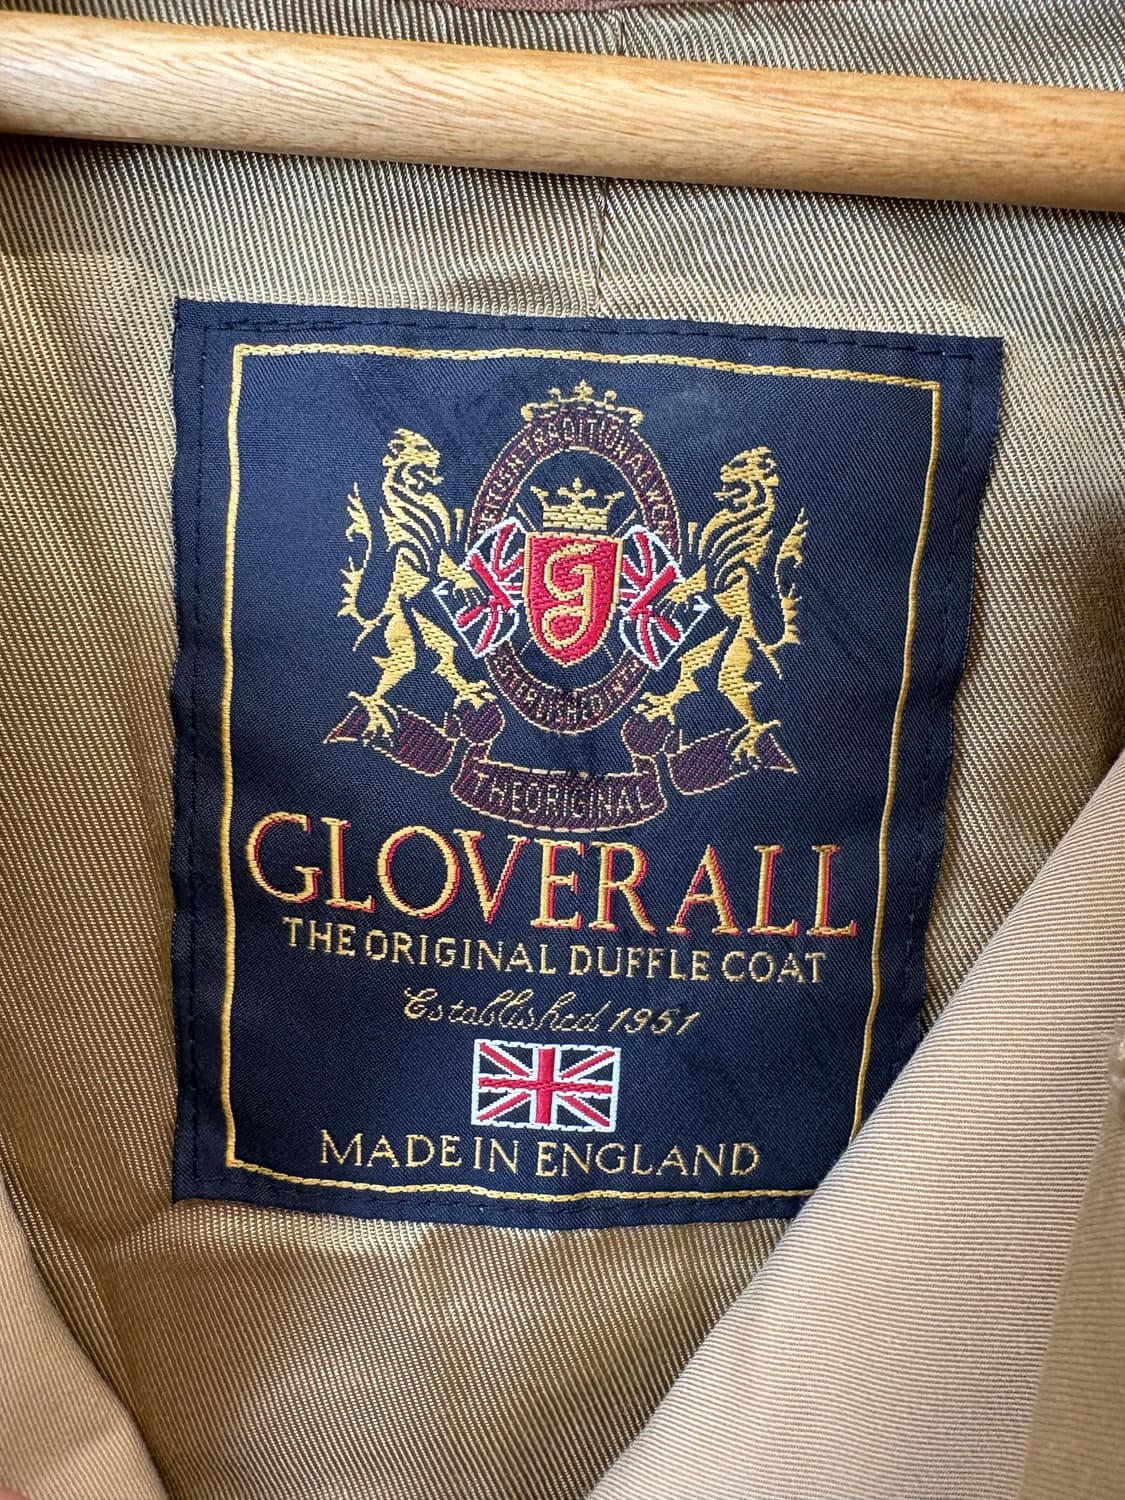 g
THE ORIGINAL
GLOVERALL
THE ORIGINAL DUFFLE COAT
Established 1951
MADE IN ENGLAND